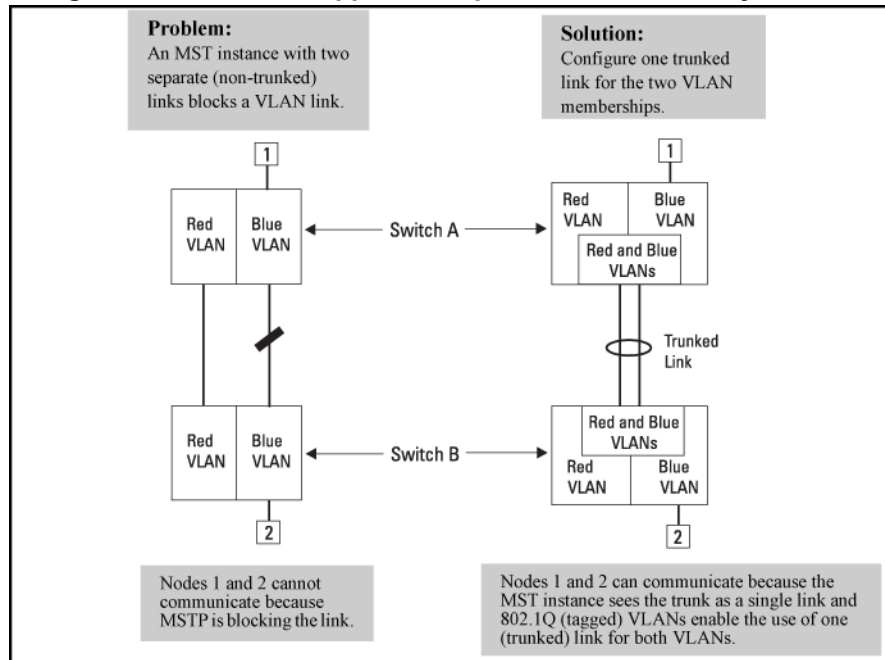 Problem:
An MST instance with two
separate (non-trunked)
links blocks a VLAN link.
Solution:
Configure one trunked
link for the two VLAN
memberships.
1
1
Red
VLAN
Blue
VLAN
Switch A
Red
VLAN
Blue
VLAN
Red and Blue
VLANs
Trunked
Link
Red
VLAN
Blue
VLAN
Switch B
Red and Blue
VLANs
Red
VLAN
Blue
VLAN
2
2
Nodes 1 and 2 cannot
communicate because
MSTP is blocking the link.
Nodes 1 and 2 can communicate because the
MST instance sees the trunk as a single link and
802.1Q (tagged) VLANs enable the use of one
(trunked) link for both VLANs.